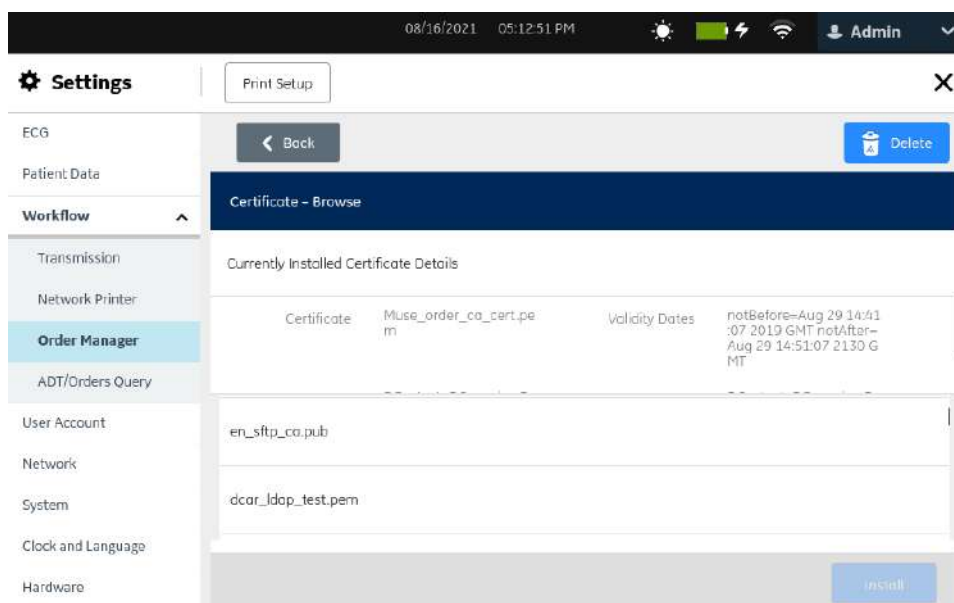 08/16/2021 05:12:51 PM Admin
Settings Print Setup
ECG
Back Delete
Patient Data
Workflow
Certificate - Browse
Transmission
Currently Installed Certificate Details
Network Printer
Certificate Muse_order_ca_cert.pe
m
Validity Dates notBefore=Aug 29 14:41
:07 2019 GMT notAfter=
Aug 29 14:51:07 2130 G
MT
Order Manager
ADT/Orders Query
User Account
en_sftp_ca.pub
Network
System
dcar_ldap_test.pem
Clock and Language
Hardware
Install